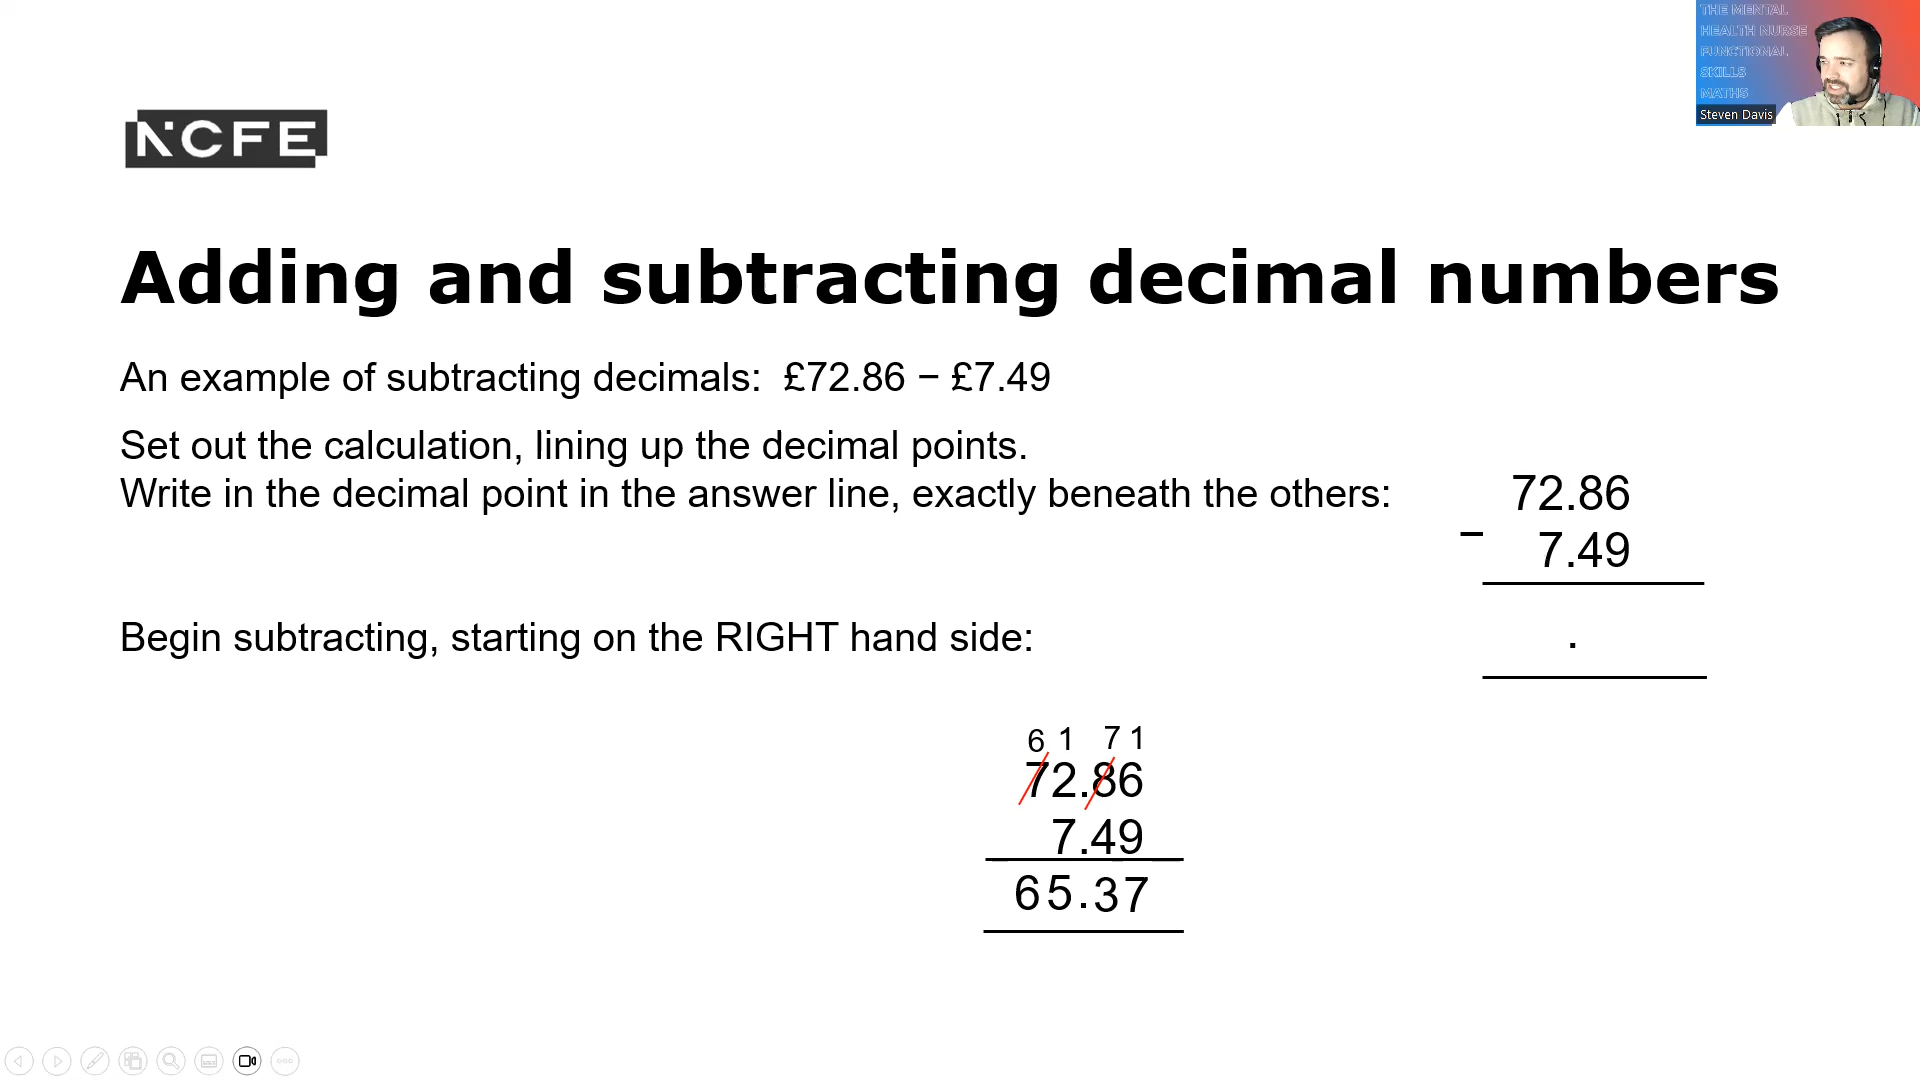 THE MENTAL
HEALTH NURSE
FUNCTIONAL
SKILLS
MATHS
Steven Davis
NCFE
Adding and subtracting decimal numbers
An example of subtracting decimals:  £72.86 − £7.49
Set out the calculation, lining up the decimal points.
Write in the decimal point in the answer line, exactly beneath the others:
72.86
−
7.49
Begin subtracting, starting on the RIGHT hand side:
.
6 1 7 1
72.86
7.49
65.37